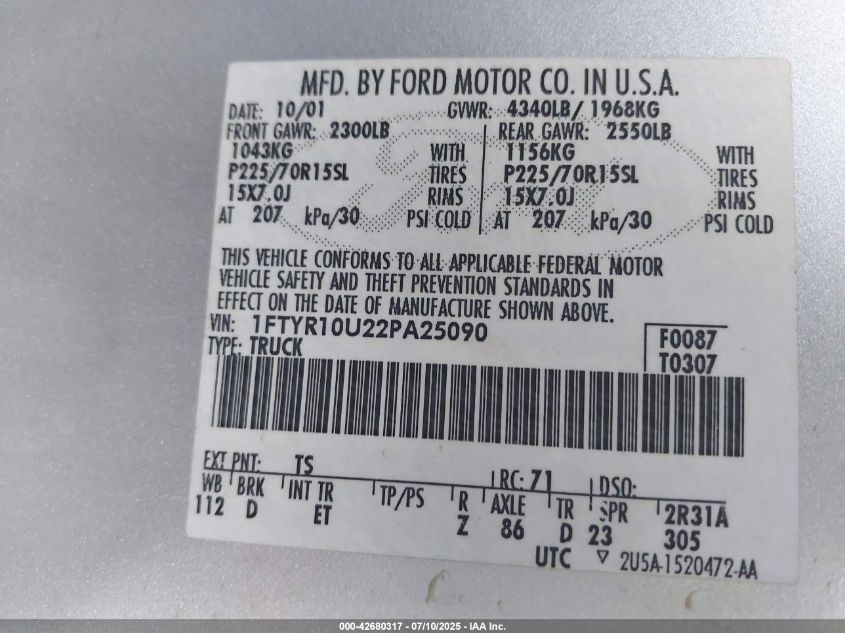 MFD. BY FORD MOTOR CO. IN U.S.A.
DATE: 10/01 GVWR: 4340LB/ 1968KG
FRONT GAWR: 2300LB REAR GAWR: 2550LB
1043KG WITH 1156KG WITH
P225/70R15SL TIRES P225/70R15SL TIRES
15X7.0J RIMS 15X7.0J RIMS
AT 207 kPa/30 PSI COLD AT 207 kPa/30 PSI COLD
THIS VEHICLE CONFORMS TO ALL APPLICABLE FEDERAL MOTOR
VEHICLE SAFETY AND THEFT PREVENTION STANDARDS IN
EFFECT ON THE DATE OF MANUFACTURE SHOWN ABOVE.
VIN: 1FTYR10U22PA25090 F0087
TYPE: TRUCK T0307
EXT PNT: TS RC: 71 DSO:
WB BRK INT TR TP/PS R AXLE TR SPR 2R31A
112 D ET Z 86 D 23 305
UTC ▽ 2U5A-1520472-AA
000-42680317 - 07/10/2025 - IAA Inc.